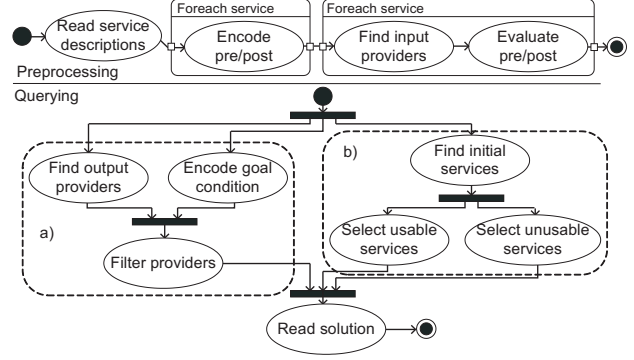 Foreach service
Foreach service
Read service
descriptions
Encode
pre/post
Find input
providers
Evaluate
pre/post
Preprocessing
Querying
Find output
providers
Encode goal
condition
a)
Filter providers
b)
Find initial
services
Select usable
services
Select unusable
services
Read solution